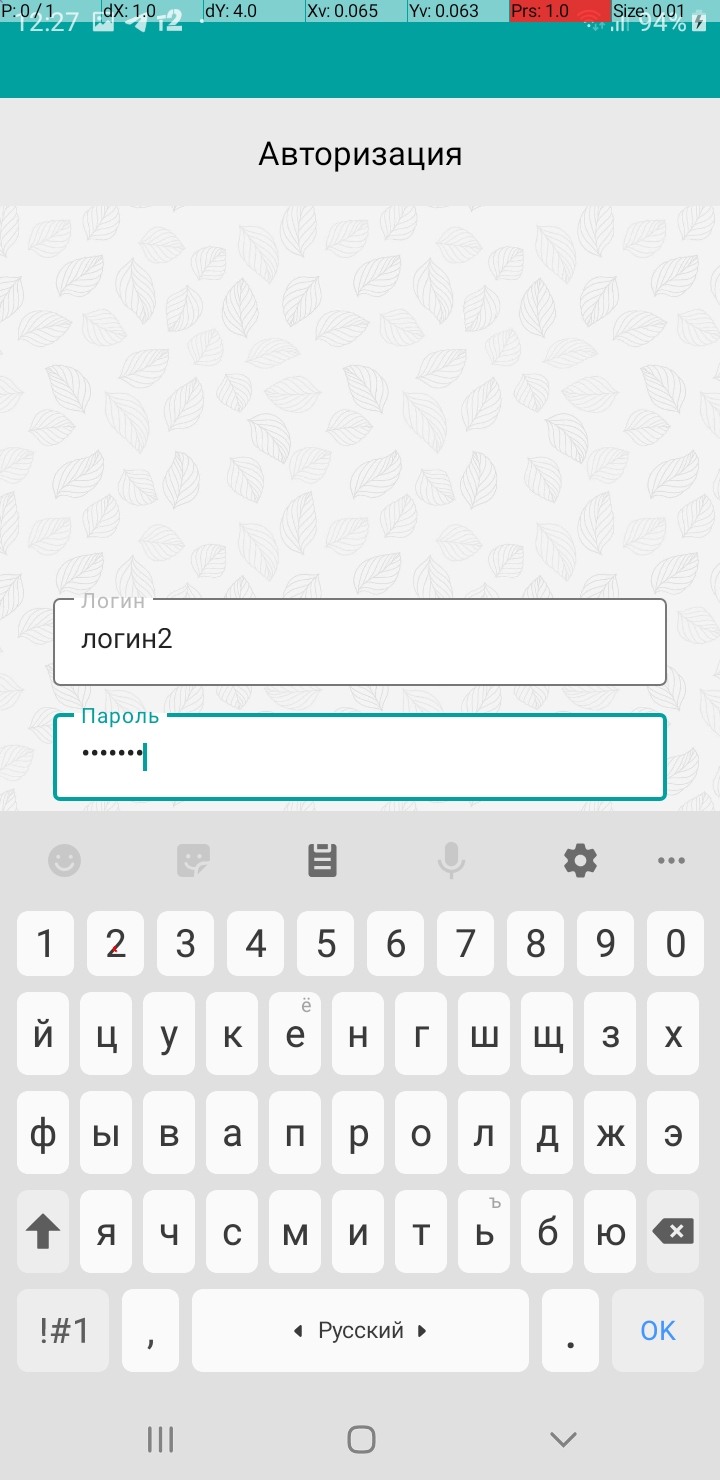 P: 0 / 1 dX: 1.0 dY: 4.0 Xv: 0.065 Yv: 0.063 Prs: 1.0 Size: 0.01
12:27 т2 94%
Авторизация
Логин
логин2
Пароль
•••••••
1 2 3 4 5 6 7 8 9 0
ё
й ц у к е н г ш щ з х
ф ы в а п р о л д ж э
ъ
я ч с м и т ь б ю
!#1 , Русский . OK